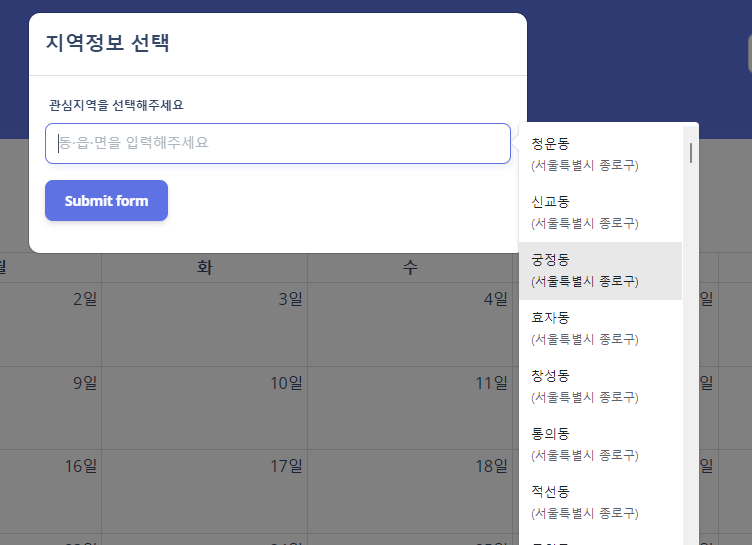 지역정보 선택
관심지역을 선택해주세요
동·읍·면을 입력해주세요
Submit form
청운동
(서울특별시 종로구)
신교동
(서울특별시 종로구)
궁정동
(서울특별시 종로구)
효자동
(서울특별시 종로구)
창성동
(서울특별시 종로구)
통의동
(서울특별시 종로구)
적선동
(서울특별시 종로구)
월 화 수
2일 3일 4일 일
9일 10일 11일 일
16일 17일 18일 일